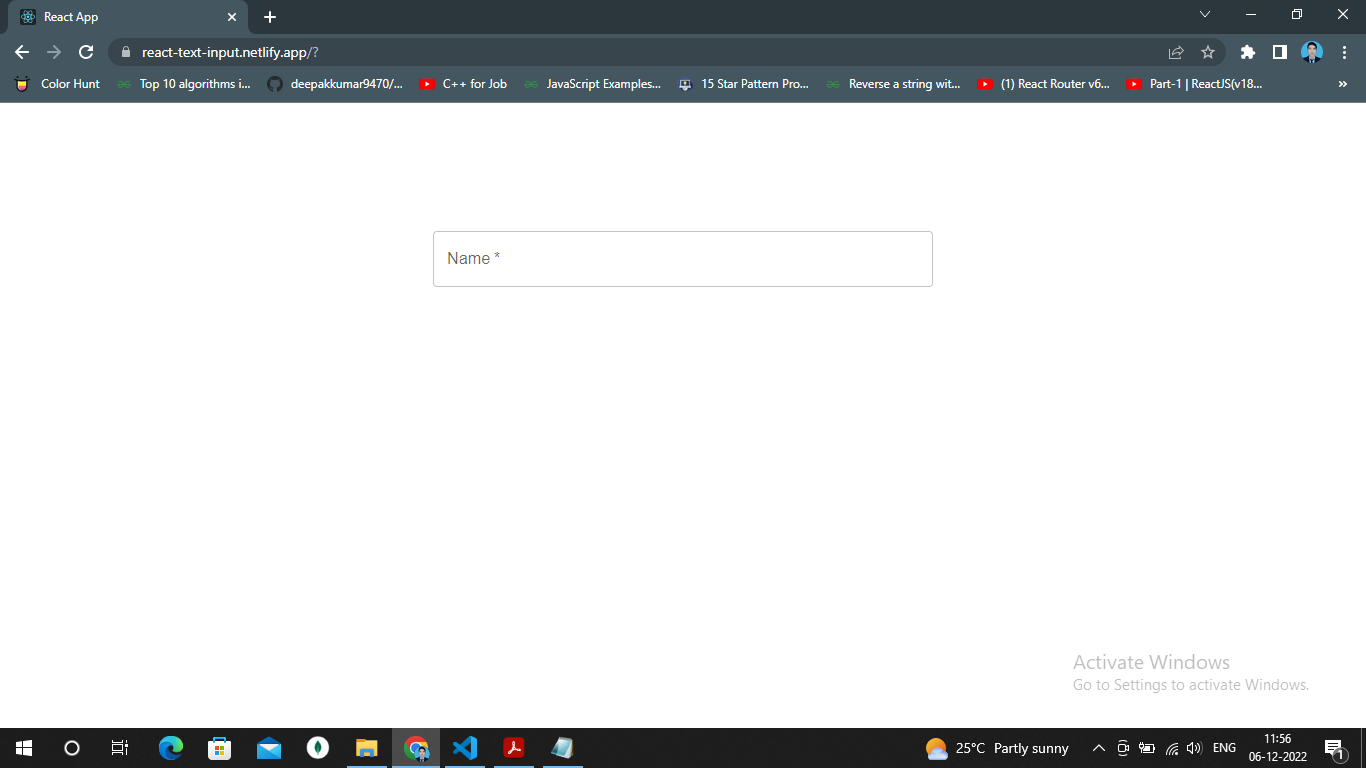 React App
react-text-input.netlify.app/?
Color Hunt
Top 10 algorithms i...
deepakkumar9470/...
C++ for Job
JavaScript Examples...
15 Star Pattern Pro...
Reverse a string wit...
(1) React Router v6...
Part-1 | ReactJS(v18...
»
Name *
Activate Windows
Go to Settings to activate Windows.
25°C Partly sunny
ENG
11:56
06-12-2022
1